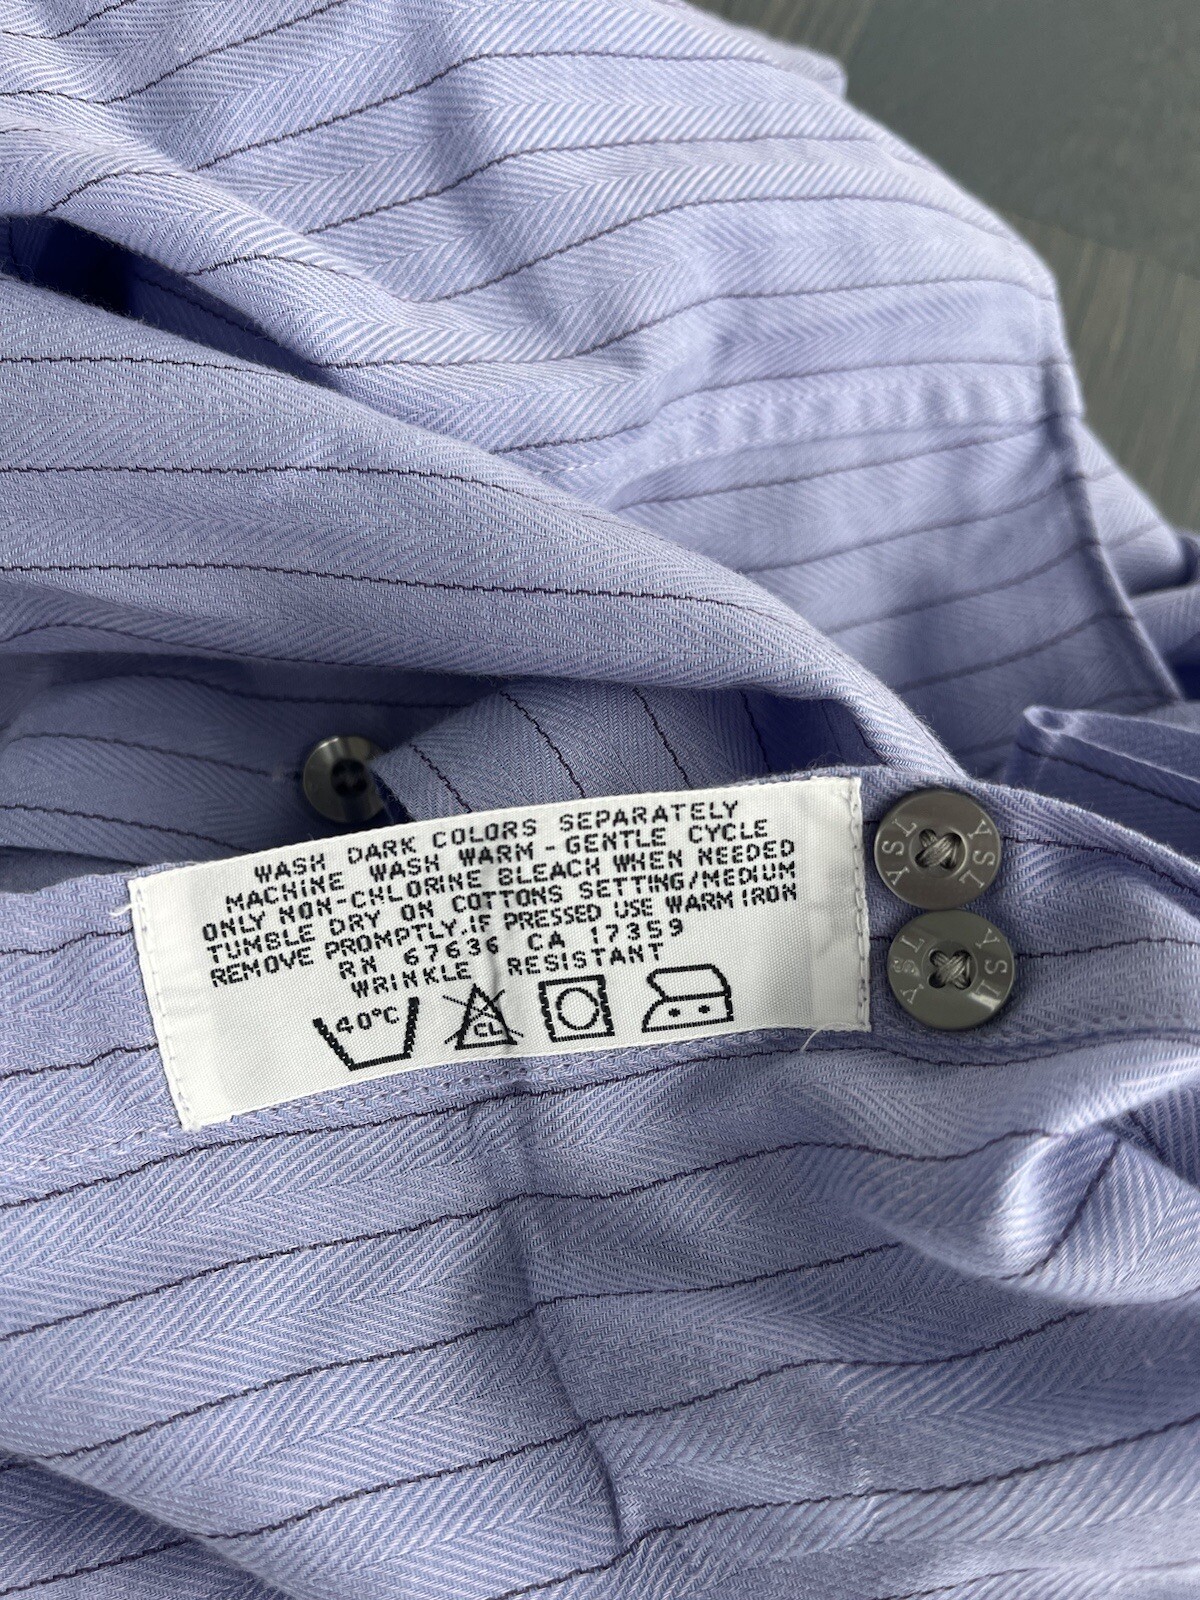 WASH DARK COLORS SEPARATELY
MACHINE WASH WARM - GENTLE CYCLE
ONLY NON-CHLORINE BLEACH WHEN NEEDED
TUMBLE DRY ON COTTONS SETTING/MEDIUM
REMOVE PROMPTLY.IF PRESSED USE WARM IRON
RN 67636 CA 17359
WRINKLE RESISTANT
40°C
CL
YSL YSL
YSL YSL